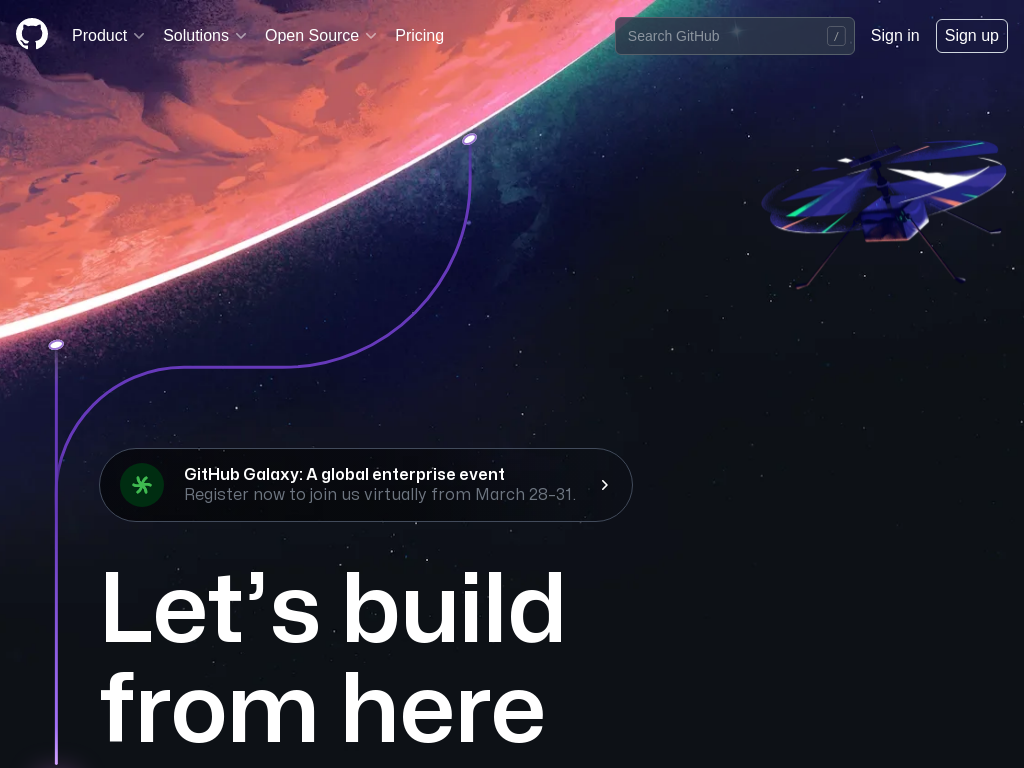 Product
Solutions
Open Source
Pricing
Search GitHub
/
Sign in
Sign up
GitHub Galaxy: A global enterprise event
Register now to join us virtually from March 28–31.
Let’s build
from here